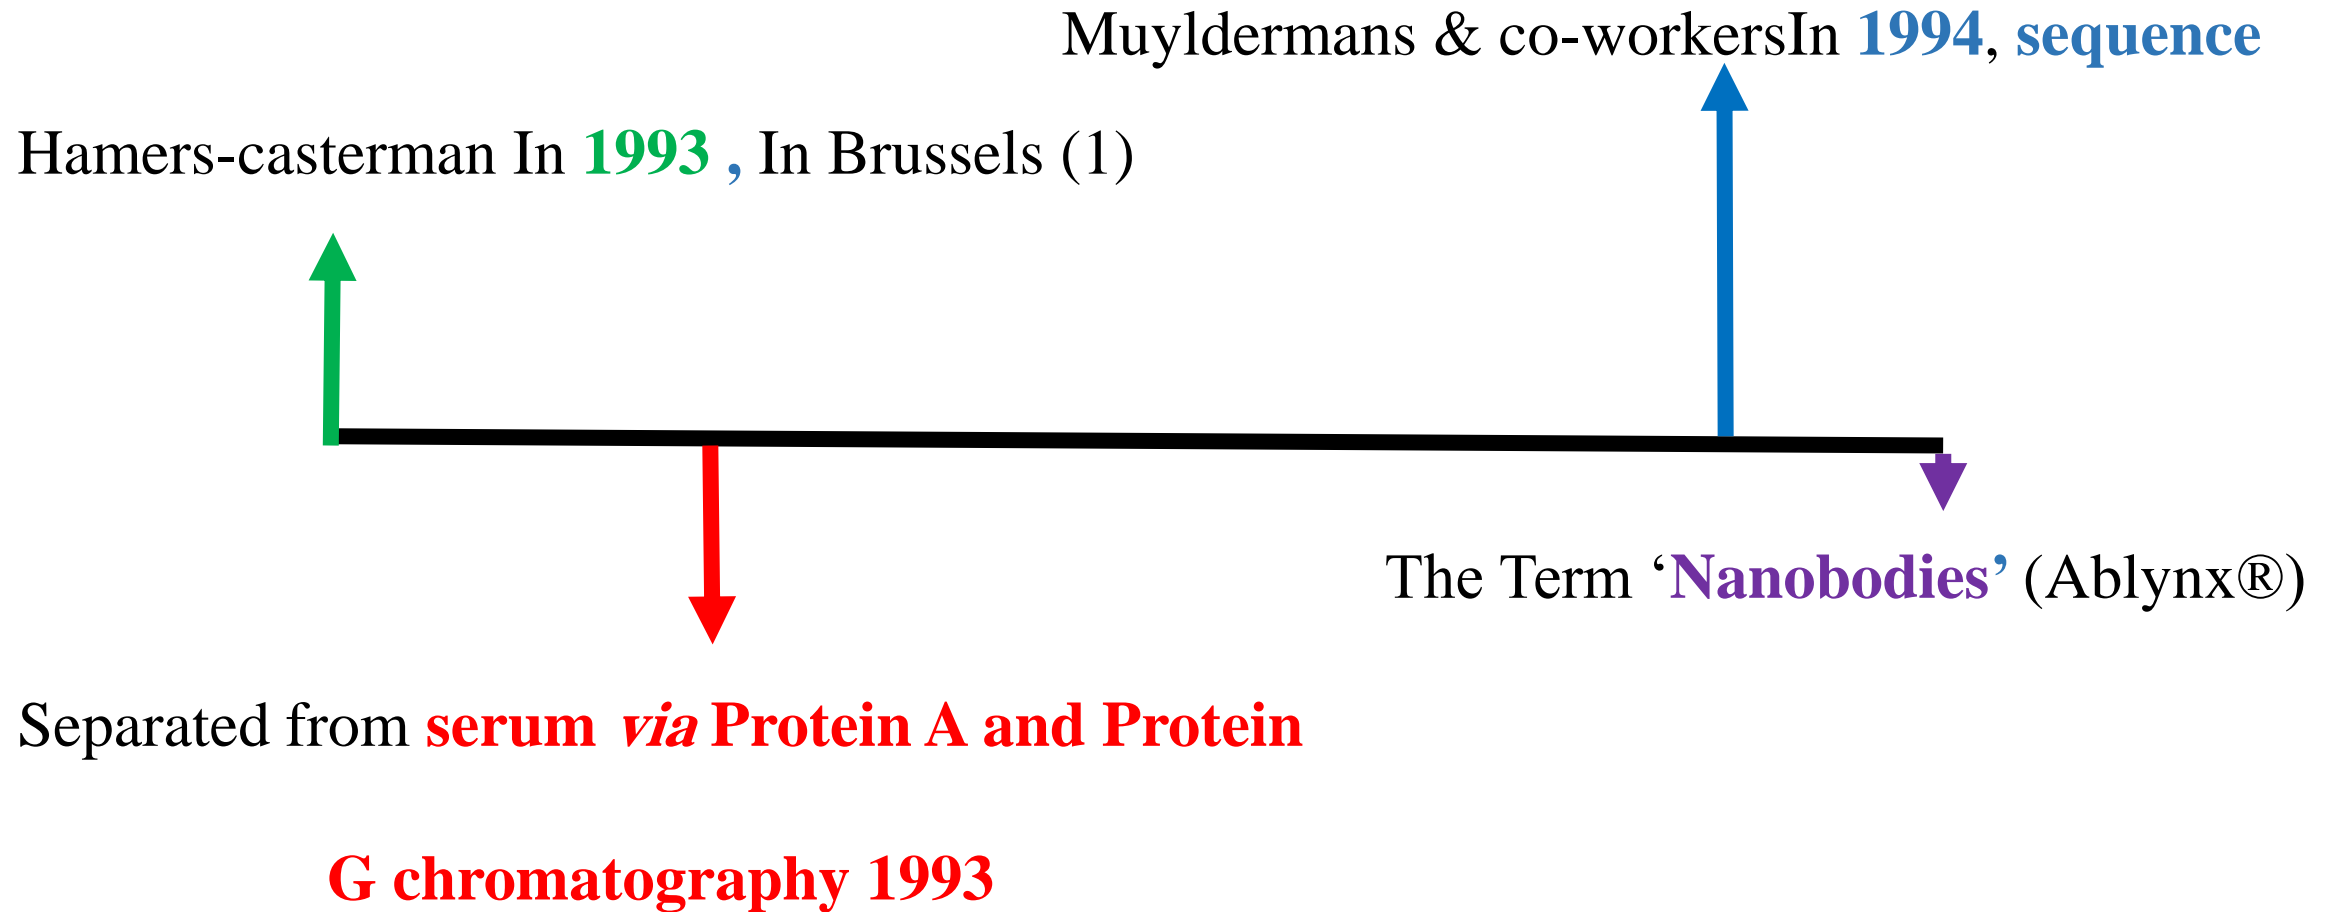 Muyldermans & co-workersIn 1994, sequence
Hamers-casterman In 1993 , In Brussels (1)
The Term ‘Nanobodies’ (Ablynx®)
Separated from serum via Protein A and Protein
G chromatography 1993